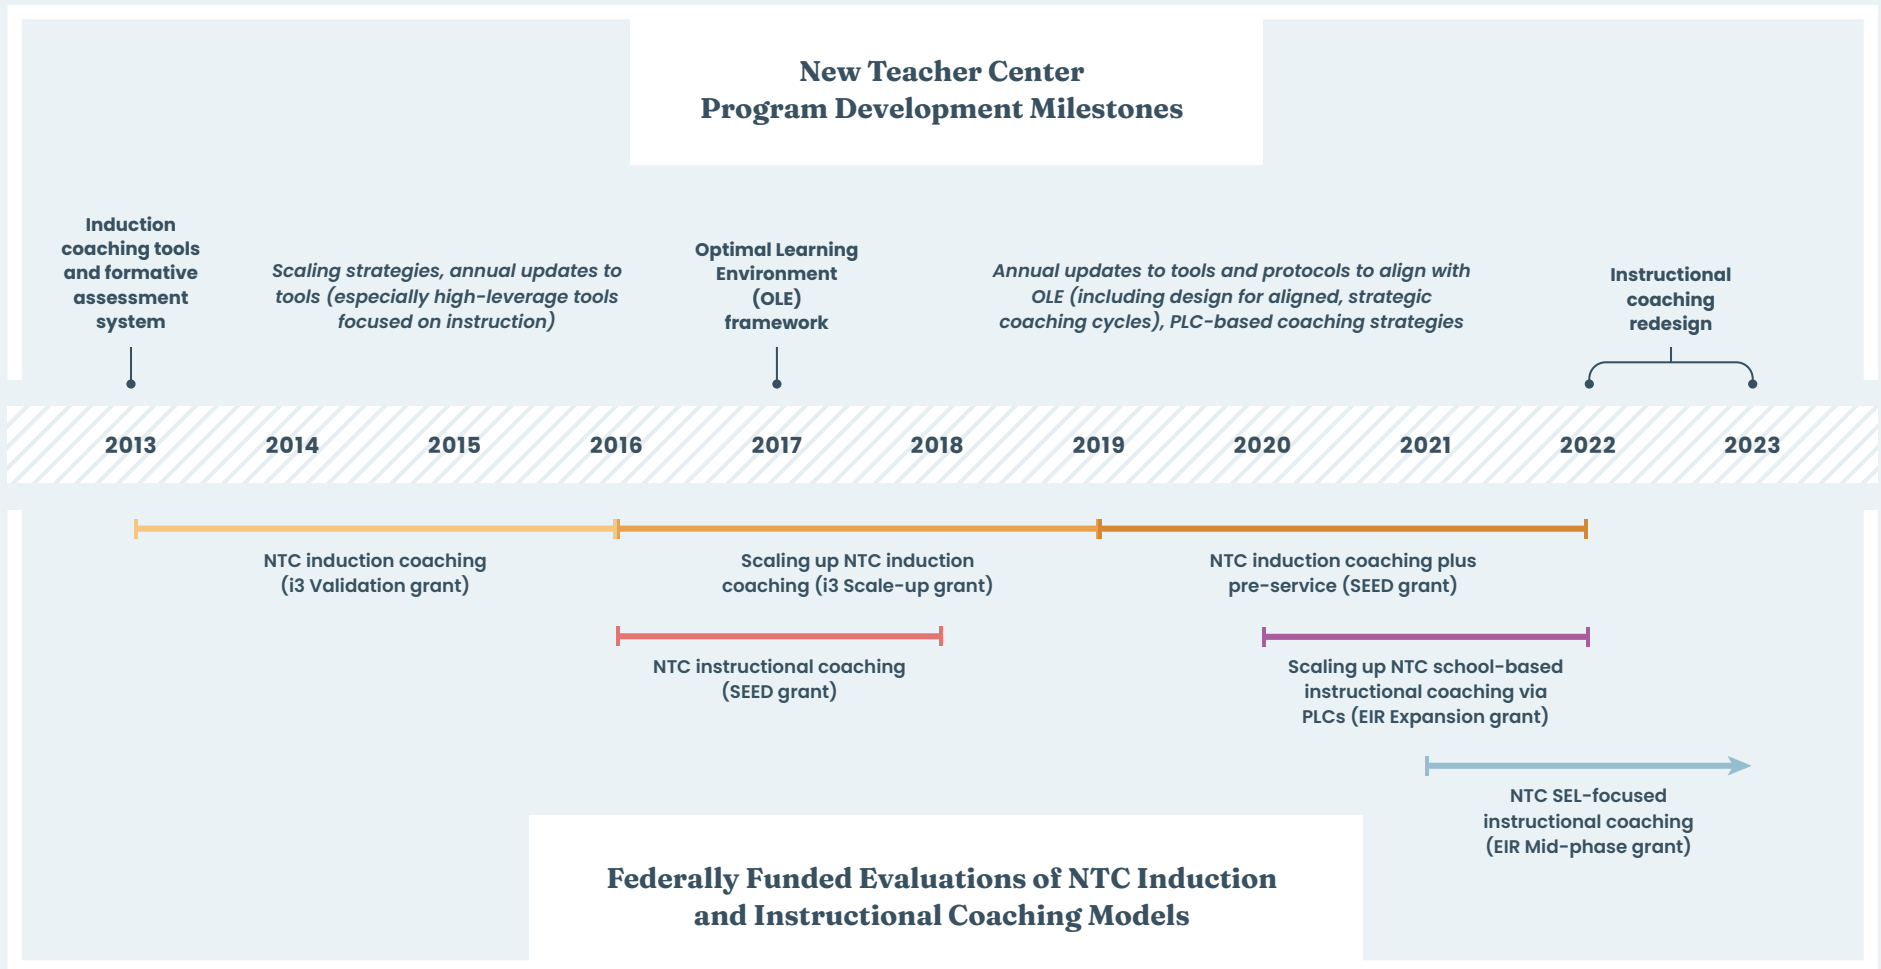 New Teacher Center
Program Development Milestones
Induction
coaching tools
and formative
assessment
system
Scaling strategies, annual updates to
tools (especially high-leverage tools
focused on instruction)
Optimal Learning
Environment
(OLE)
framework
Annual updates to tools and protocols to align with
OLE (including design for aligned, strategic
coaching cycles), PLC-based coaching strategies
Instructional
coaching
redesign
2013 2014 2015 2016 2017 2018 2019 2020 2021 2022 2023
NTC induction coaching
(i3 Validation grant)
Scaling up NTC induction
coaching (i3 Scale-up grant)
NTC induction coaching plus
pre-service (SEED grant)
NTC instructional coaching
(SEED grant)
Scaling up NTC school-based
instructional coaching via
PLCs (EIR Expansion grant)
NTC SEL-focused
instructional coaching
(EIR Mid-phase grant)
Federally Funded Evaluations of NTC Induction
and Instructional Coaching Models